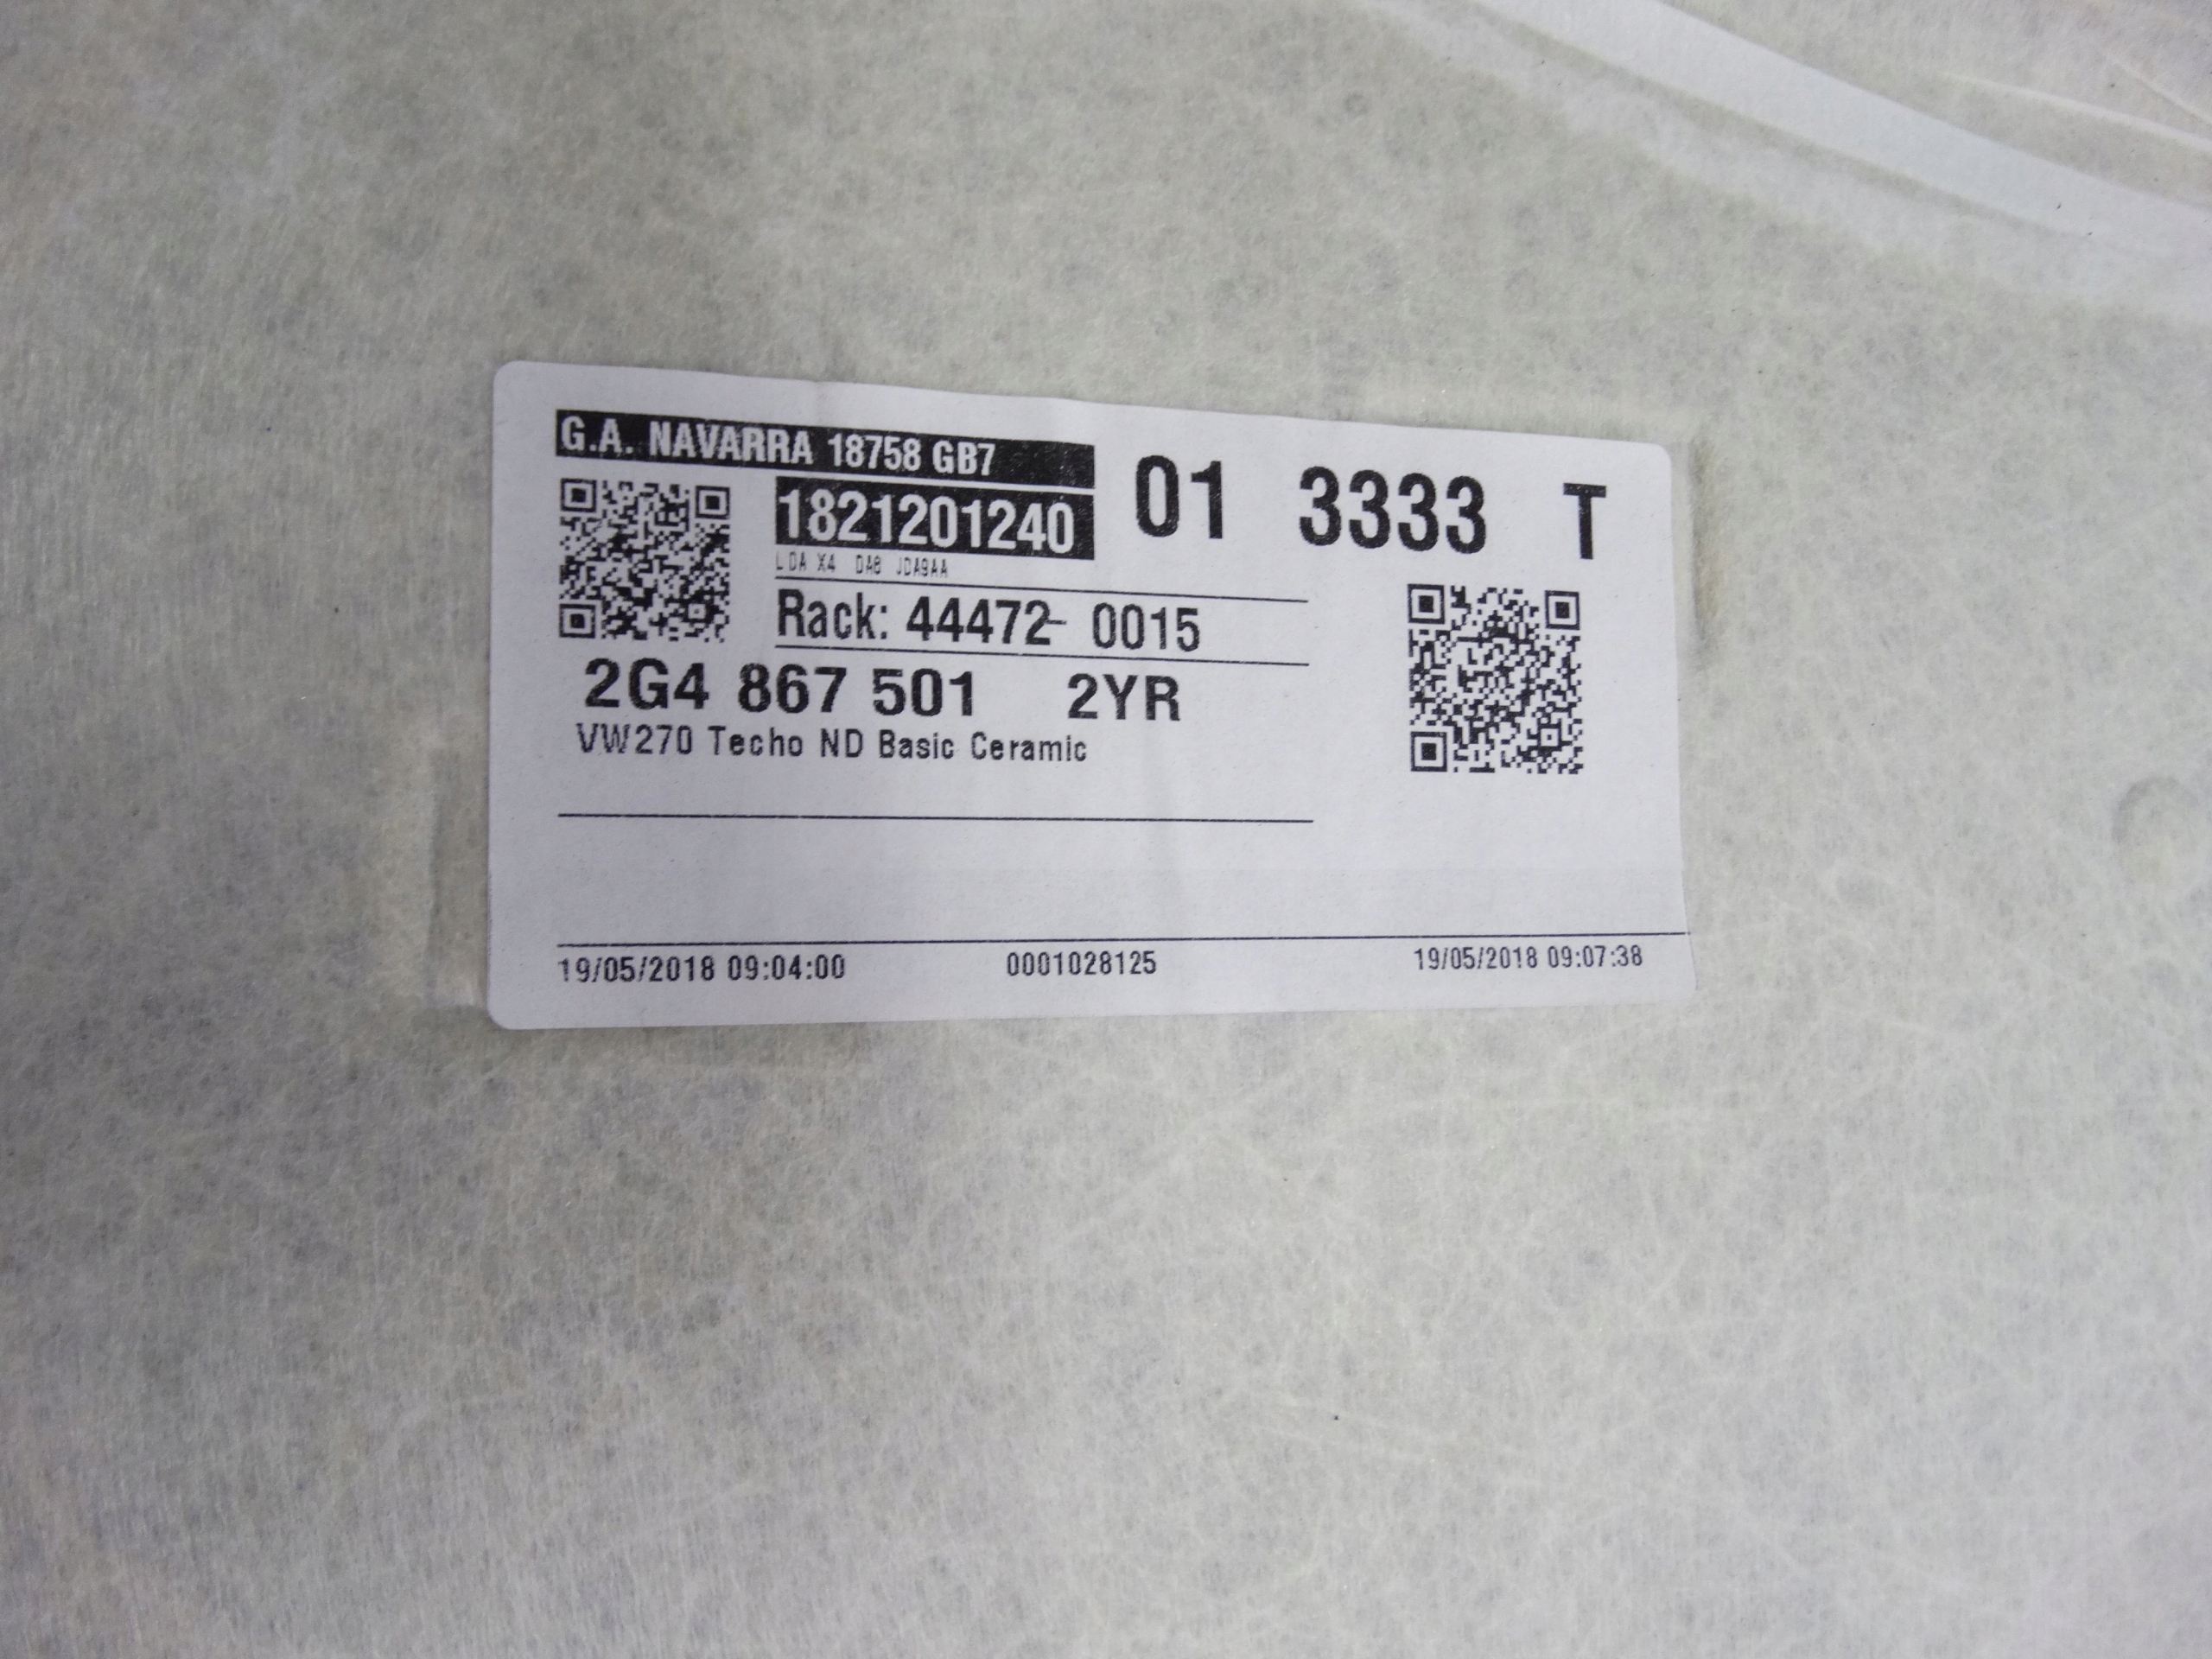 G.A. NAVARRA 18758 GB7
1821201240
01 3333 T
LDA X4 DA8 JDA9AA
Rack: 44472- 0015
2G4 867 501 2YR
VW270 Techo ND Basic Ceramic
19/05/2018 09:04:00 0001028125 19/05/2018 09:07:38